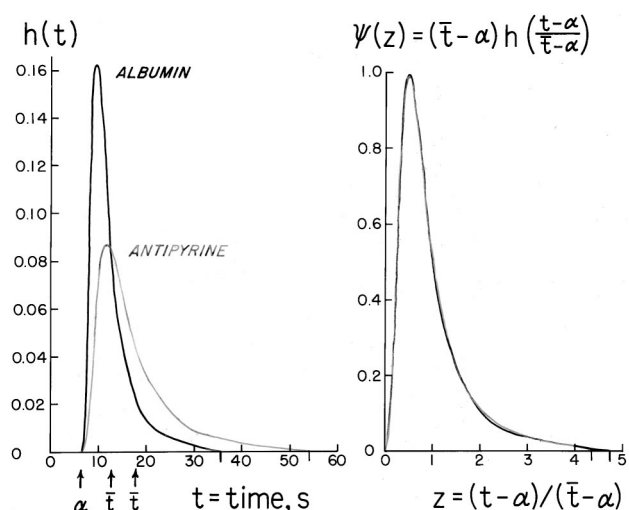 h(t)
0.16
0.14
0.12
0.10
0.08
0.06
0.04
0.02
0
ALBUMIN
ANTIPYRINE
10 20 30 40 50 60
α t̄ t̄ t = time, s
ψ(z) = (t̄-α) h (t-α/t̄-α)
1.0
0.8
0.6
0.4
0.2
0
0 1 2 3 4 5
z = (t-α)/(t̄-α)